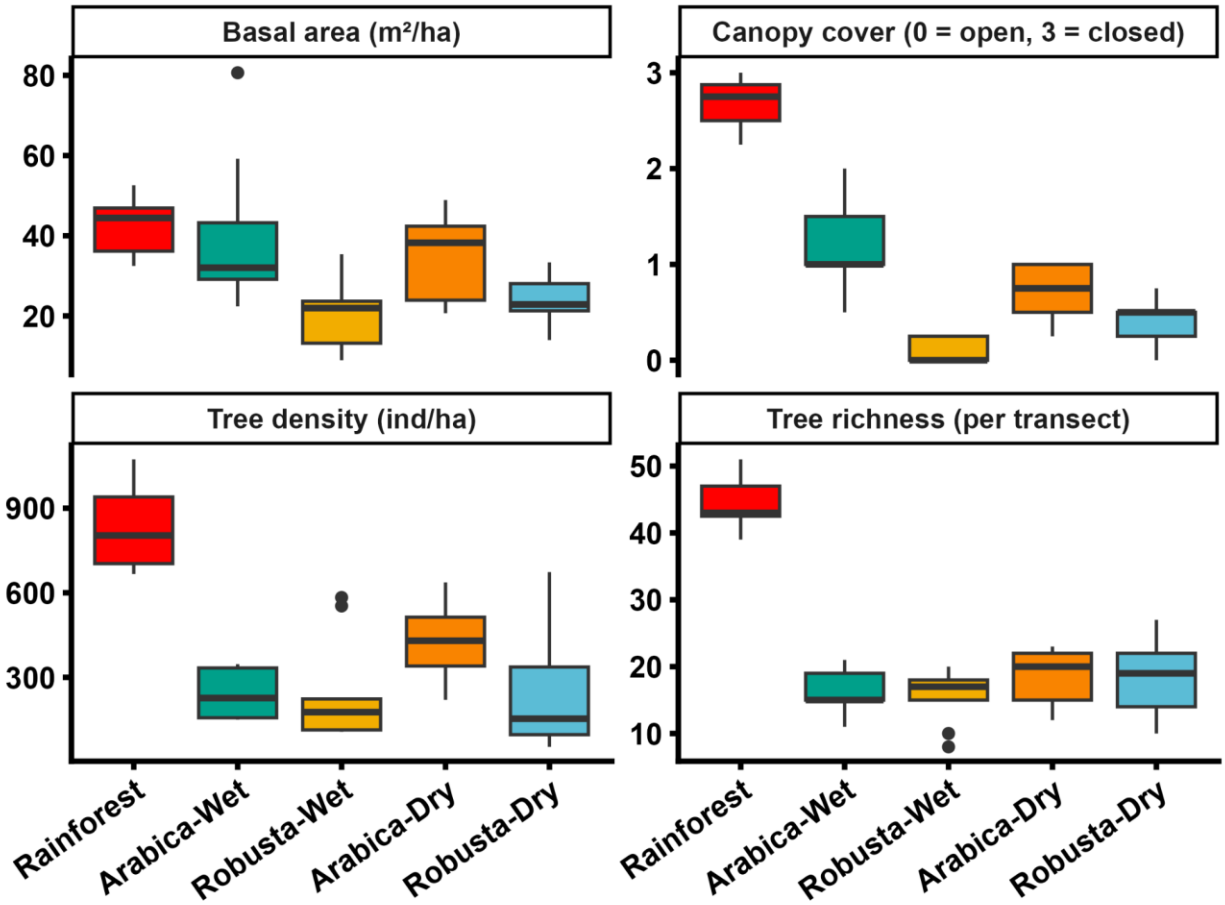 Basal area (m²/ha)
Canopy cover (0 = open, 3 = closed)
80
60
40
20
3
2
1
0
Tree density (ind/ha)
Tree richness (per transect)
900
600
300
50
40
30
20
10
Rainforest
Arabica-Wet
Robusta-Wet
Arabica-Dry
Robusta-Dry
Rainforest
Arabica-Wet
Robusta-Wet
Arabica-Dry
Robusta-Dry